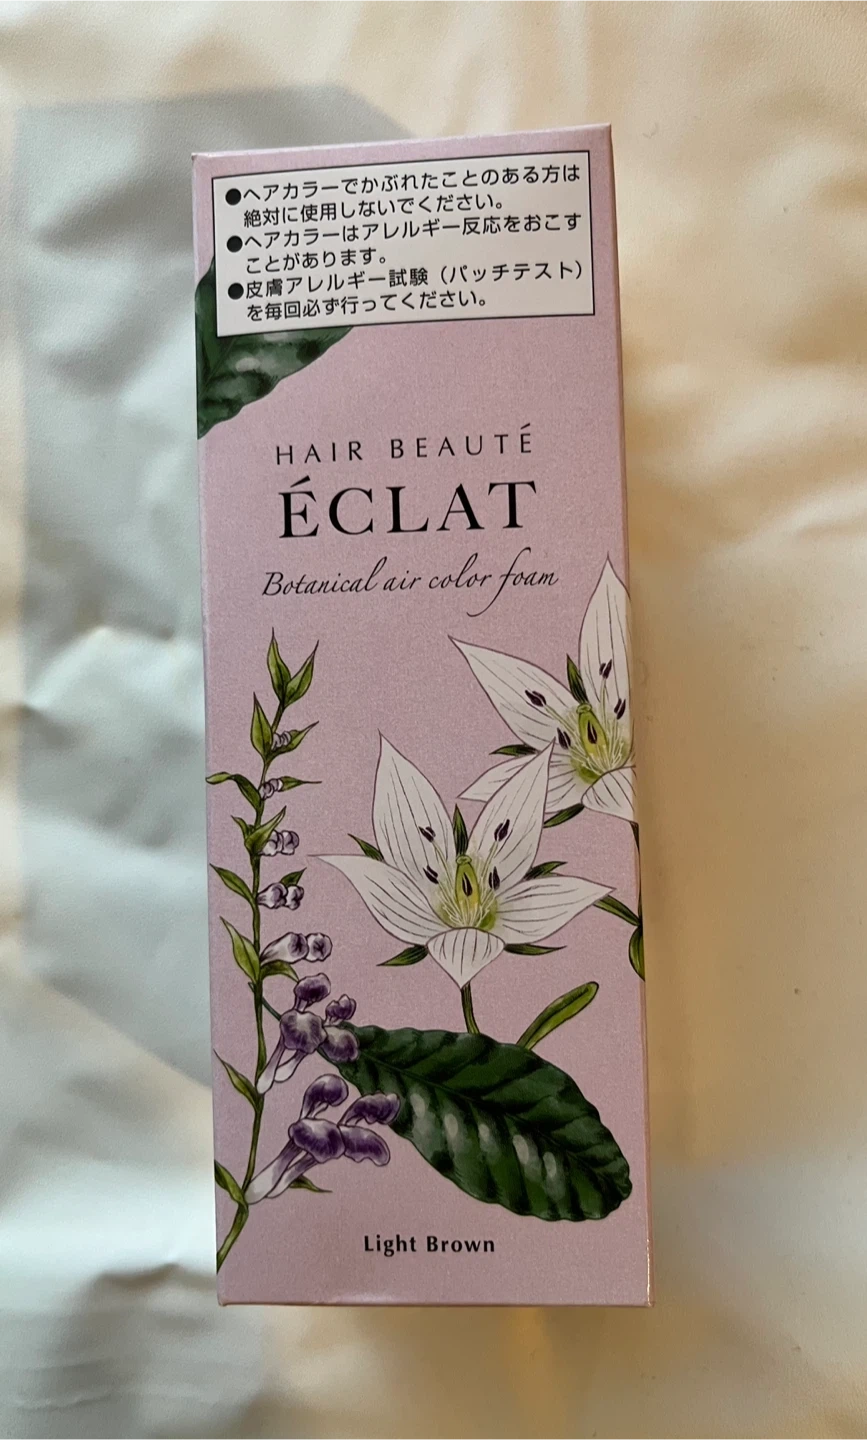 ●ヘアカラーでかぶれたことのある方は
絶対に使用しないでください。
●ヘアカラーはアレルギー反応をおこす
ことがあります。
●皮膚アレルギー試験（パッチテスト）
を毎回必ず行ってください。
HAIR BEAUTÉ
ÉCLAT
Botanical air color foam
Light Brown